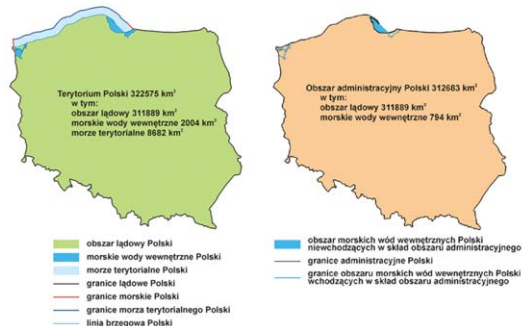 Terytorium Polski 322575 km²
w tym:
obszar lądowy 311889 km²
morskie wody wewnętrzne 2004 km²
morze terytorialne 8682 km²
obszar lądowy Polski
morskie wody wewnętrzne Polski
morze terytorialne Polski
granice lądowe Polski
granice morskie Polski
granice morza terytorialnego Polski
linia brzegowa Polski
Obszar administracyjny Polski 312683 km²
w tym:
obszar lądowy 311889 km²
morskie wody wewnętrzne 794 km²
obszar morskich wód wewnętrznych Polski
niewchodzących w skład obszaru administracyjnego
granice administracyjne Polski
granice obszaru morskich wód wewnętrznych Polski
wchodzących w skład obszaru administracyjnego